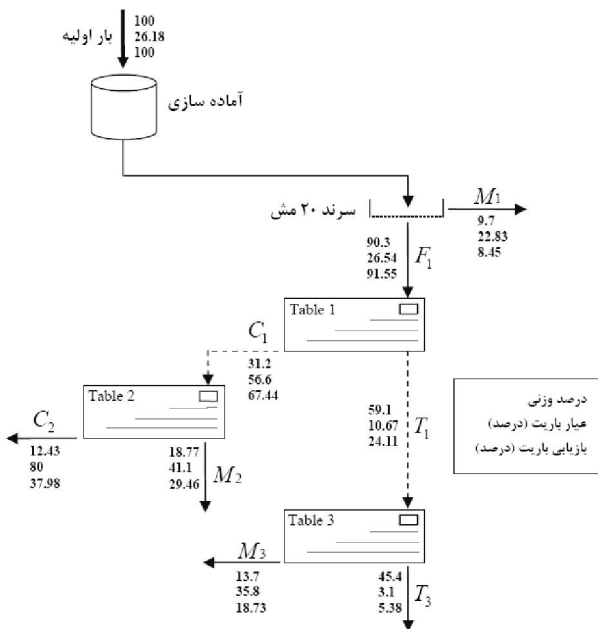 بار اولیه
100
26.18
100
آماده سازی
سرند ۲۰ مش
M1
9.7
22.83
8.45
90.3
26.54
91.55
F1
Table 1
C1
31.2
56.6
67.44
Table 2
C2
12.43
80
37.98
18.77
41.1
29.46
M2
59.1
10.67
24.11
T1
درصد وزنی
عیار باریت (درصد)
بازیابی باریت (درصد)
Table 3
M3
13.7
35.8
18.73
45.4
3.1
5.38
T3